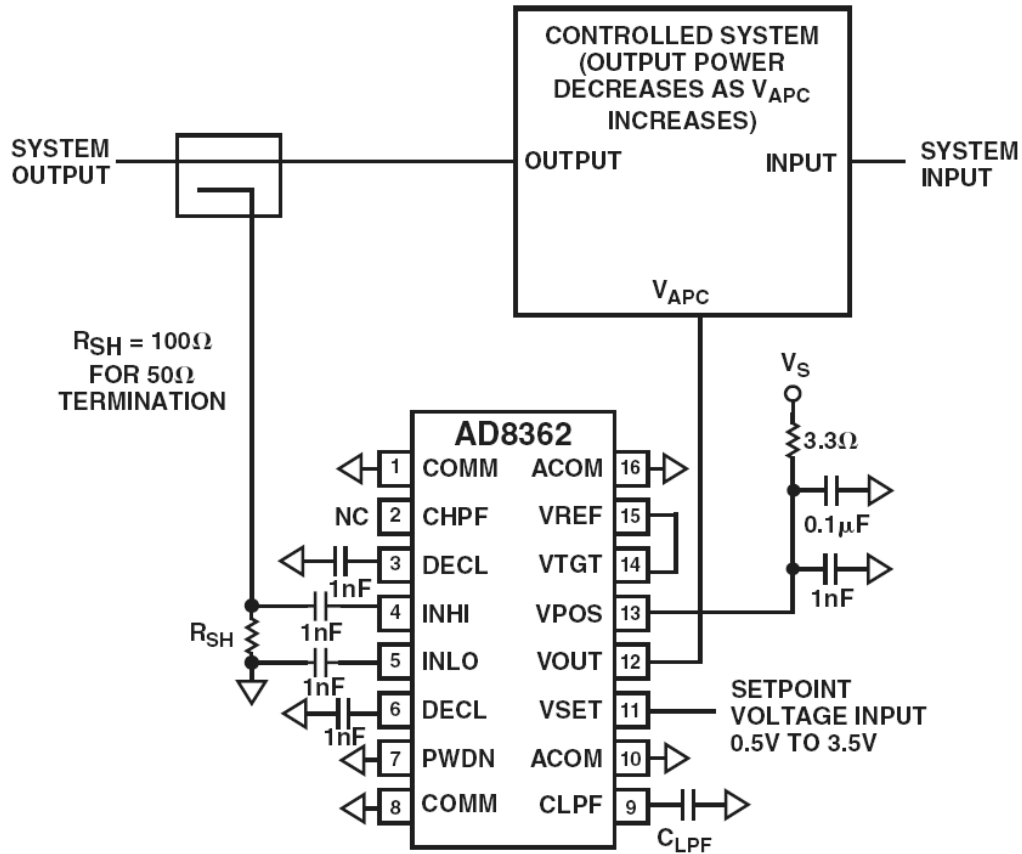 CONTROLLED SYSTEM
(OUTPUT POWER
DECREASES AS VAPC
INCREASES)
SYSTEM
OUTPUT
OUTPUT
INPUT
SYSTEM
INPUT
VAPC
RSH = 100Ω
FOR 50Ω
TERMINATION
VS
3.3Ω
0.1μF
1nF
AD8362
1 COMM
ACOM 16
NC 2 CHPF
VREF 15
3 DECL
VTGT 14
1nF
4 INHI
VPOS 13
RSH
1nF
5 INLO
VOUT 12
1nF
6 DECL
VSET 11
1nF
SETPOINT
VOLTAGE INPUT
0.5V TO 3.5V
7 PWDN
ACOM 10
8 COMM
CLPF 9
CLPF